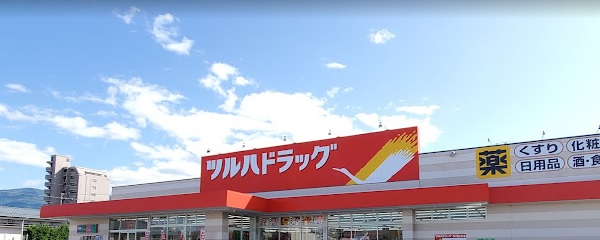 ツルハドラッグ
薬
くすり 化粧
日用品 酒・食